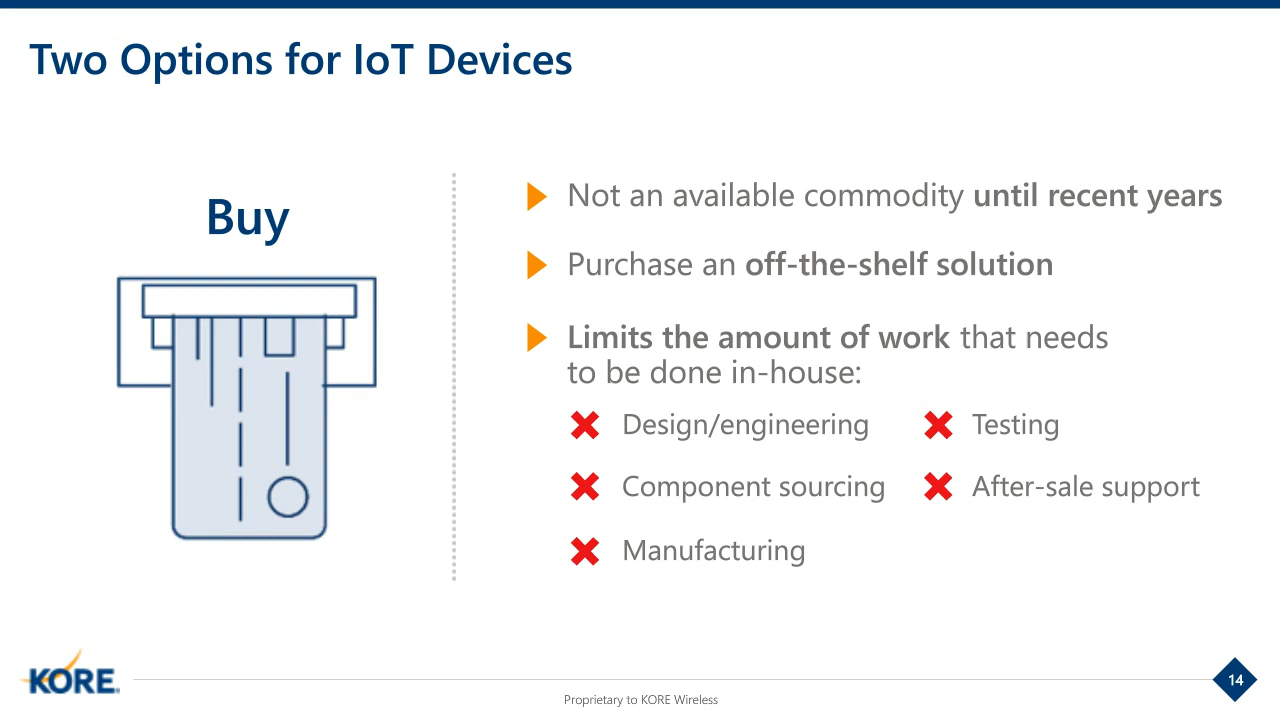 Two Options for IoT Devices
Buy
Not an available commodity until recent years
Purchase an off-the-shelf solution
Limits the amount of work that needs
to be done in-house:
Design/engineering
Testing
Component sourcing
After-sale support
Manufacturing
KORE
Proprietary to KORE Wireless
14